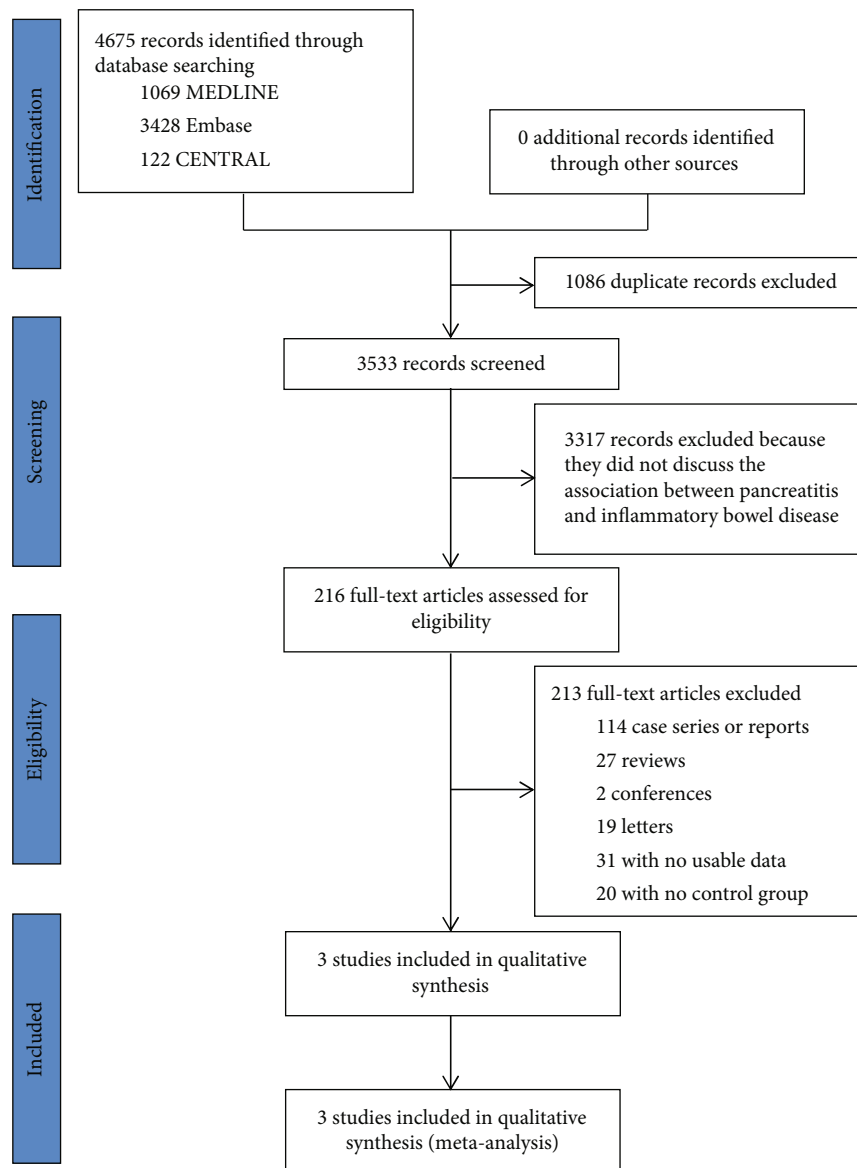 Identification
4675 records identified through
database searching
1069 MEDLINE
3428 Embase
122 CENTRAL
0 additional records identified
through other sources
1086 duplicate records excluded
Screening
3533 records screened
3317 records excluded because
they did not discuss the
association between pancreatitis
and inflammatory bowel disease
216 full-text articles assessed for
eligibility
Eligibility
213 full-text articles excluded
114 case series or reports
27 reviews
2 conferences
19 letters
31 with no usable data
20 with no control group
Included
3 studies included in qualitative
synthesis
3 studies included in qualitative
synthesis (meta-analysis)